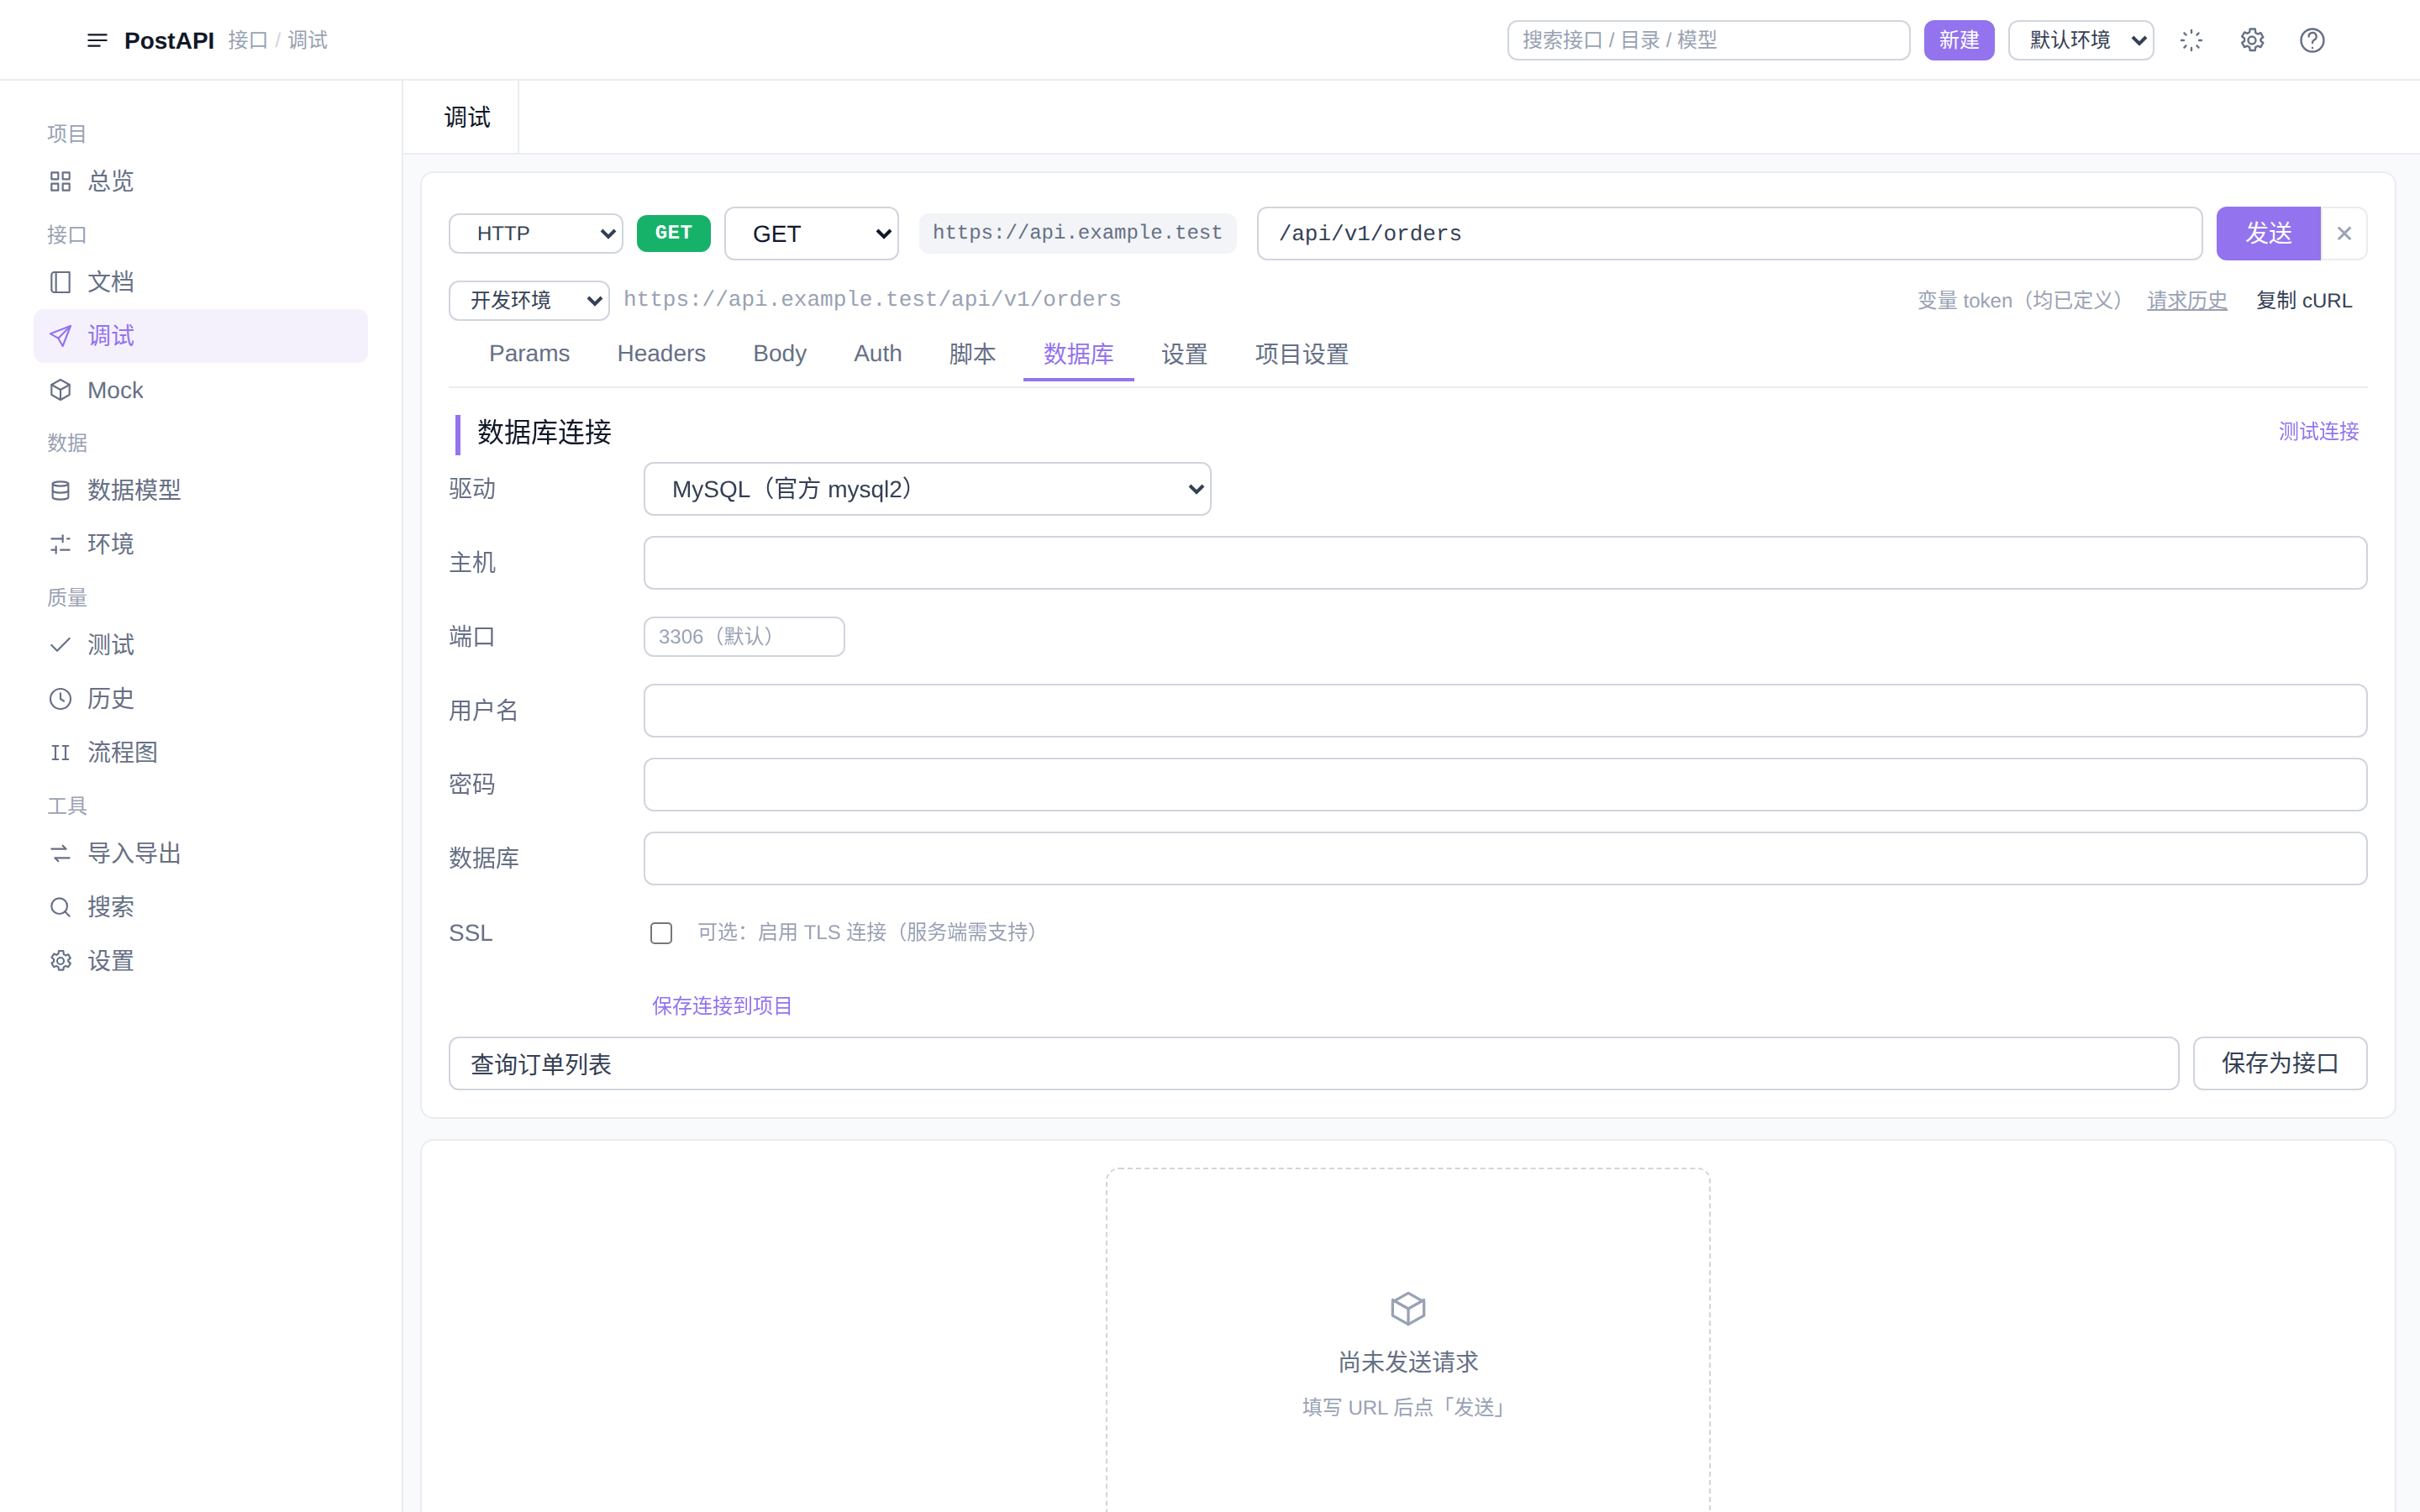 PostAPI 接口 / 调试
搜索接口 / 目录 / 模型
新建
默认环境
项目
总览
接口
文档
调试
Mock
数据
数据模型
环境
质量
测试
历史
流程图
工具
导入导出
搜索
设置
调试
HTTP
GET
GET
https://api.example.test
/api/v1/orders
发送
开发环境
https://api.example.test/api/v1/orders
变量 token（均已定义）
请求历史
复制 cURL
Params Headers Body Auth 脚本 数据库 设置 项目设置
数据库连接
测试连接
驱动
MySQL（官方 mysql2）
主机
端口
3306（默认）
用户名
密码
数据库
SSL
可选：启用 TLS 连接（服务端需支持）
保存连接到项目
查询订单列表
保存为接口
尚未发送请求
填写 URL 后点「发送」